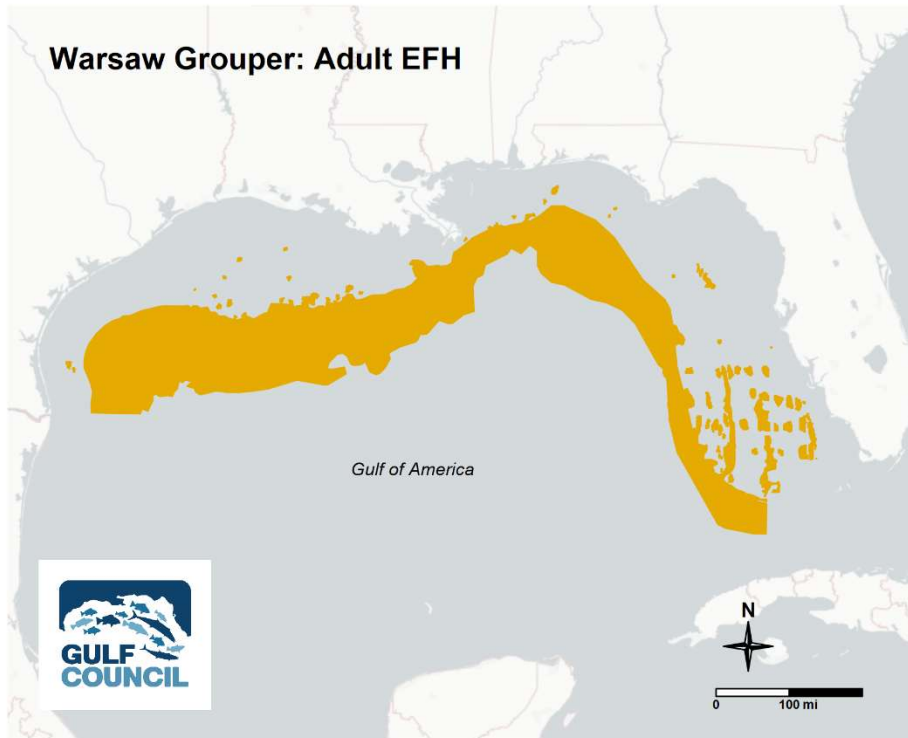 Warsaw Grouper: Adult EFH
Gulf of America
GULF
COUNCIL
N
0 100 mi